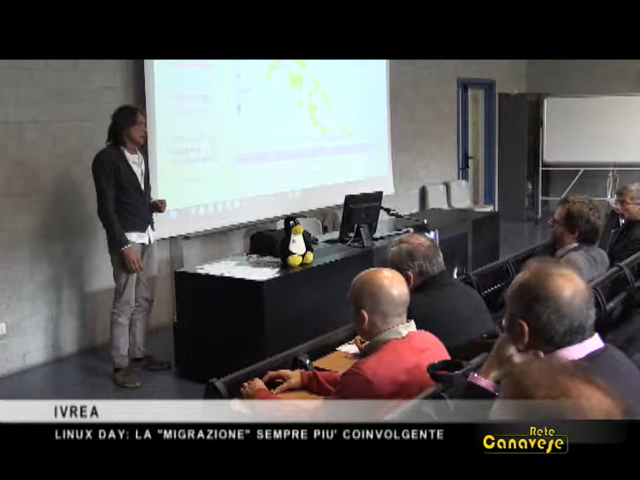 IVREA
LINUX DAY: LA "MIGRAZIONE" SEMPRE PIU' COINVOLGENTE
Rete
Canavese